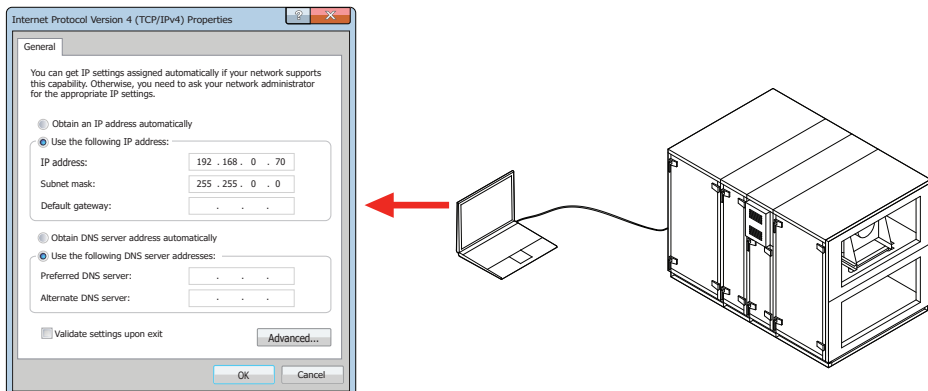 Internet Protocol Version 4 (TCP/IPv4) Properties
?
X
General
You can get IP settings assigned automatically if your network supports
this capability. Otherwise, you need to ask your network administrator
for the appropriate IP settings.
Obtain an IP address automatically
Use the following IP address:
IP address: 192 . 168 . 0 . 70
Subnet mask: 255 . 255 . 0 . 0
Default gateway: . . .
Obtain DNS server address automatically
Use the following DNS server addresses:
Preferred DNS server: . . .
Alternate DNS server: . . .
Validate settings upon exit
Advanced...
OK Cancel